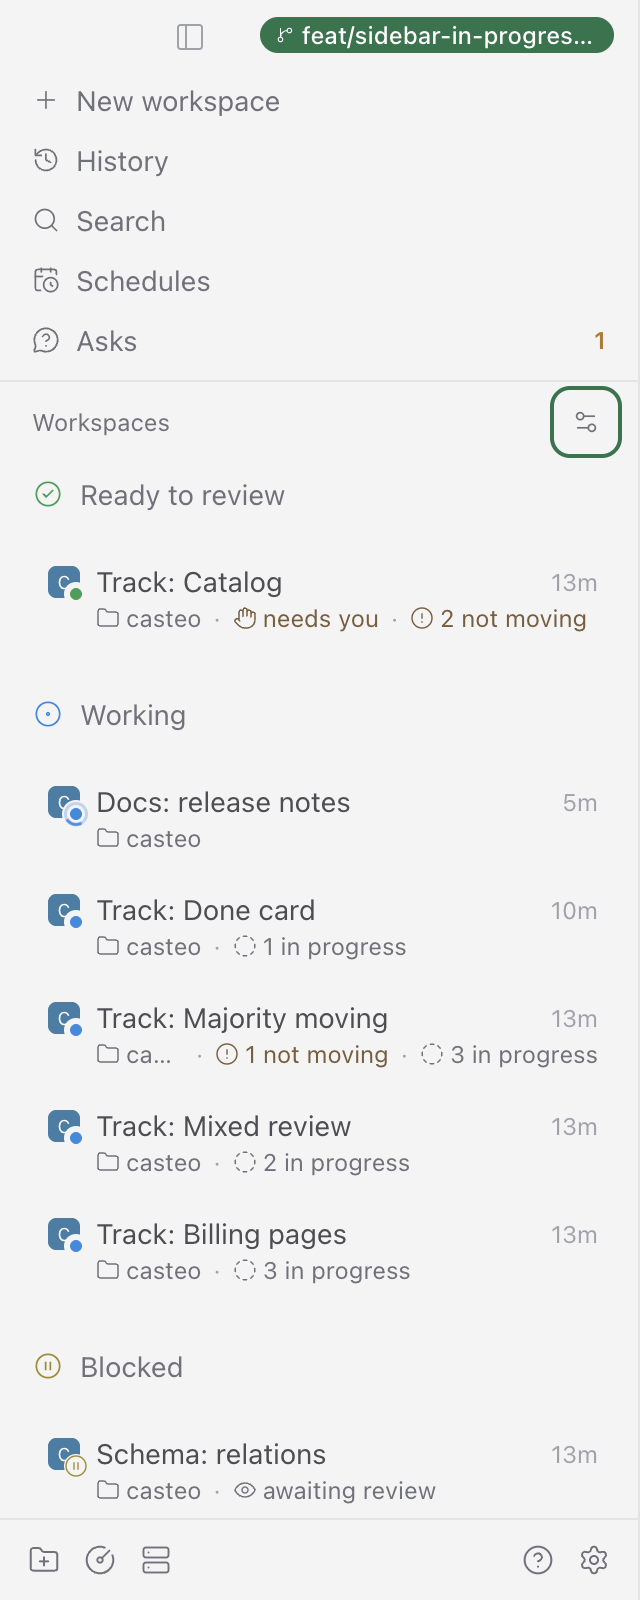 feat/sidebar-in-progres...
New workspace
History
Search
Schedules
Asks 1
Workspaces
Ready to review
C Track: Catalog 13m
casteo · needs you · 2 not moving
Working
C Docs: release notes 5m
casteo
C Track: Done card 10m
casteo · 1 in progress
C Track: Majority moving 13m
ca... · 1 not moving · 3 in progress
C Track: Mixed review 13m
casteo · 2 in progress
C Track: Billing pages 13m
casteo · 3 in progress
Blocked
C Schema: relations 13m
casteo · awaiting review